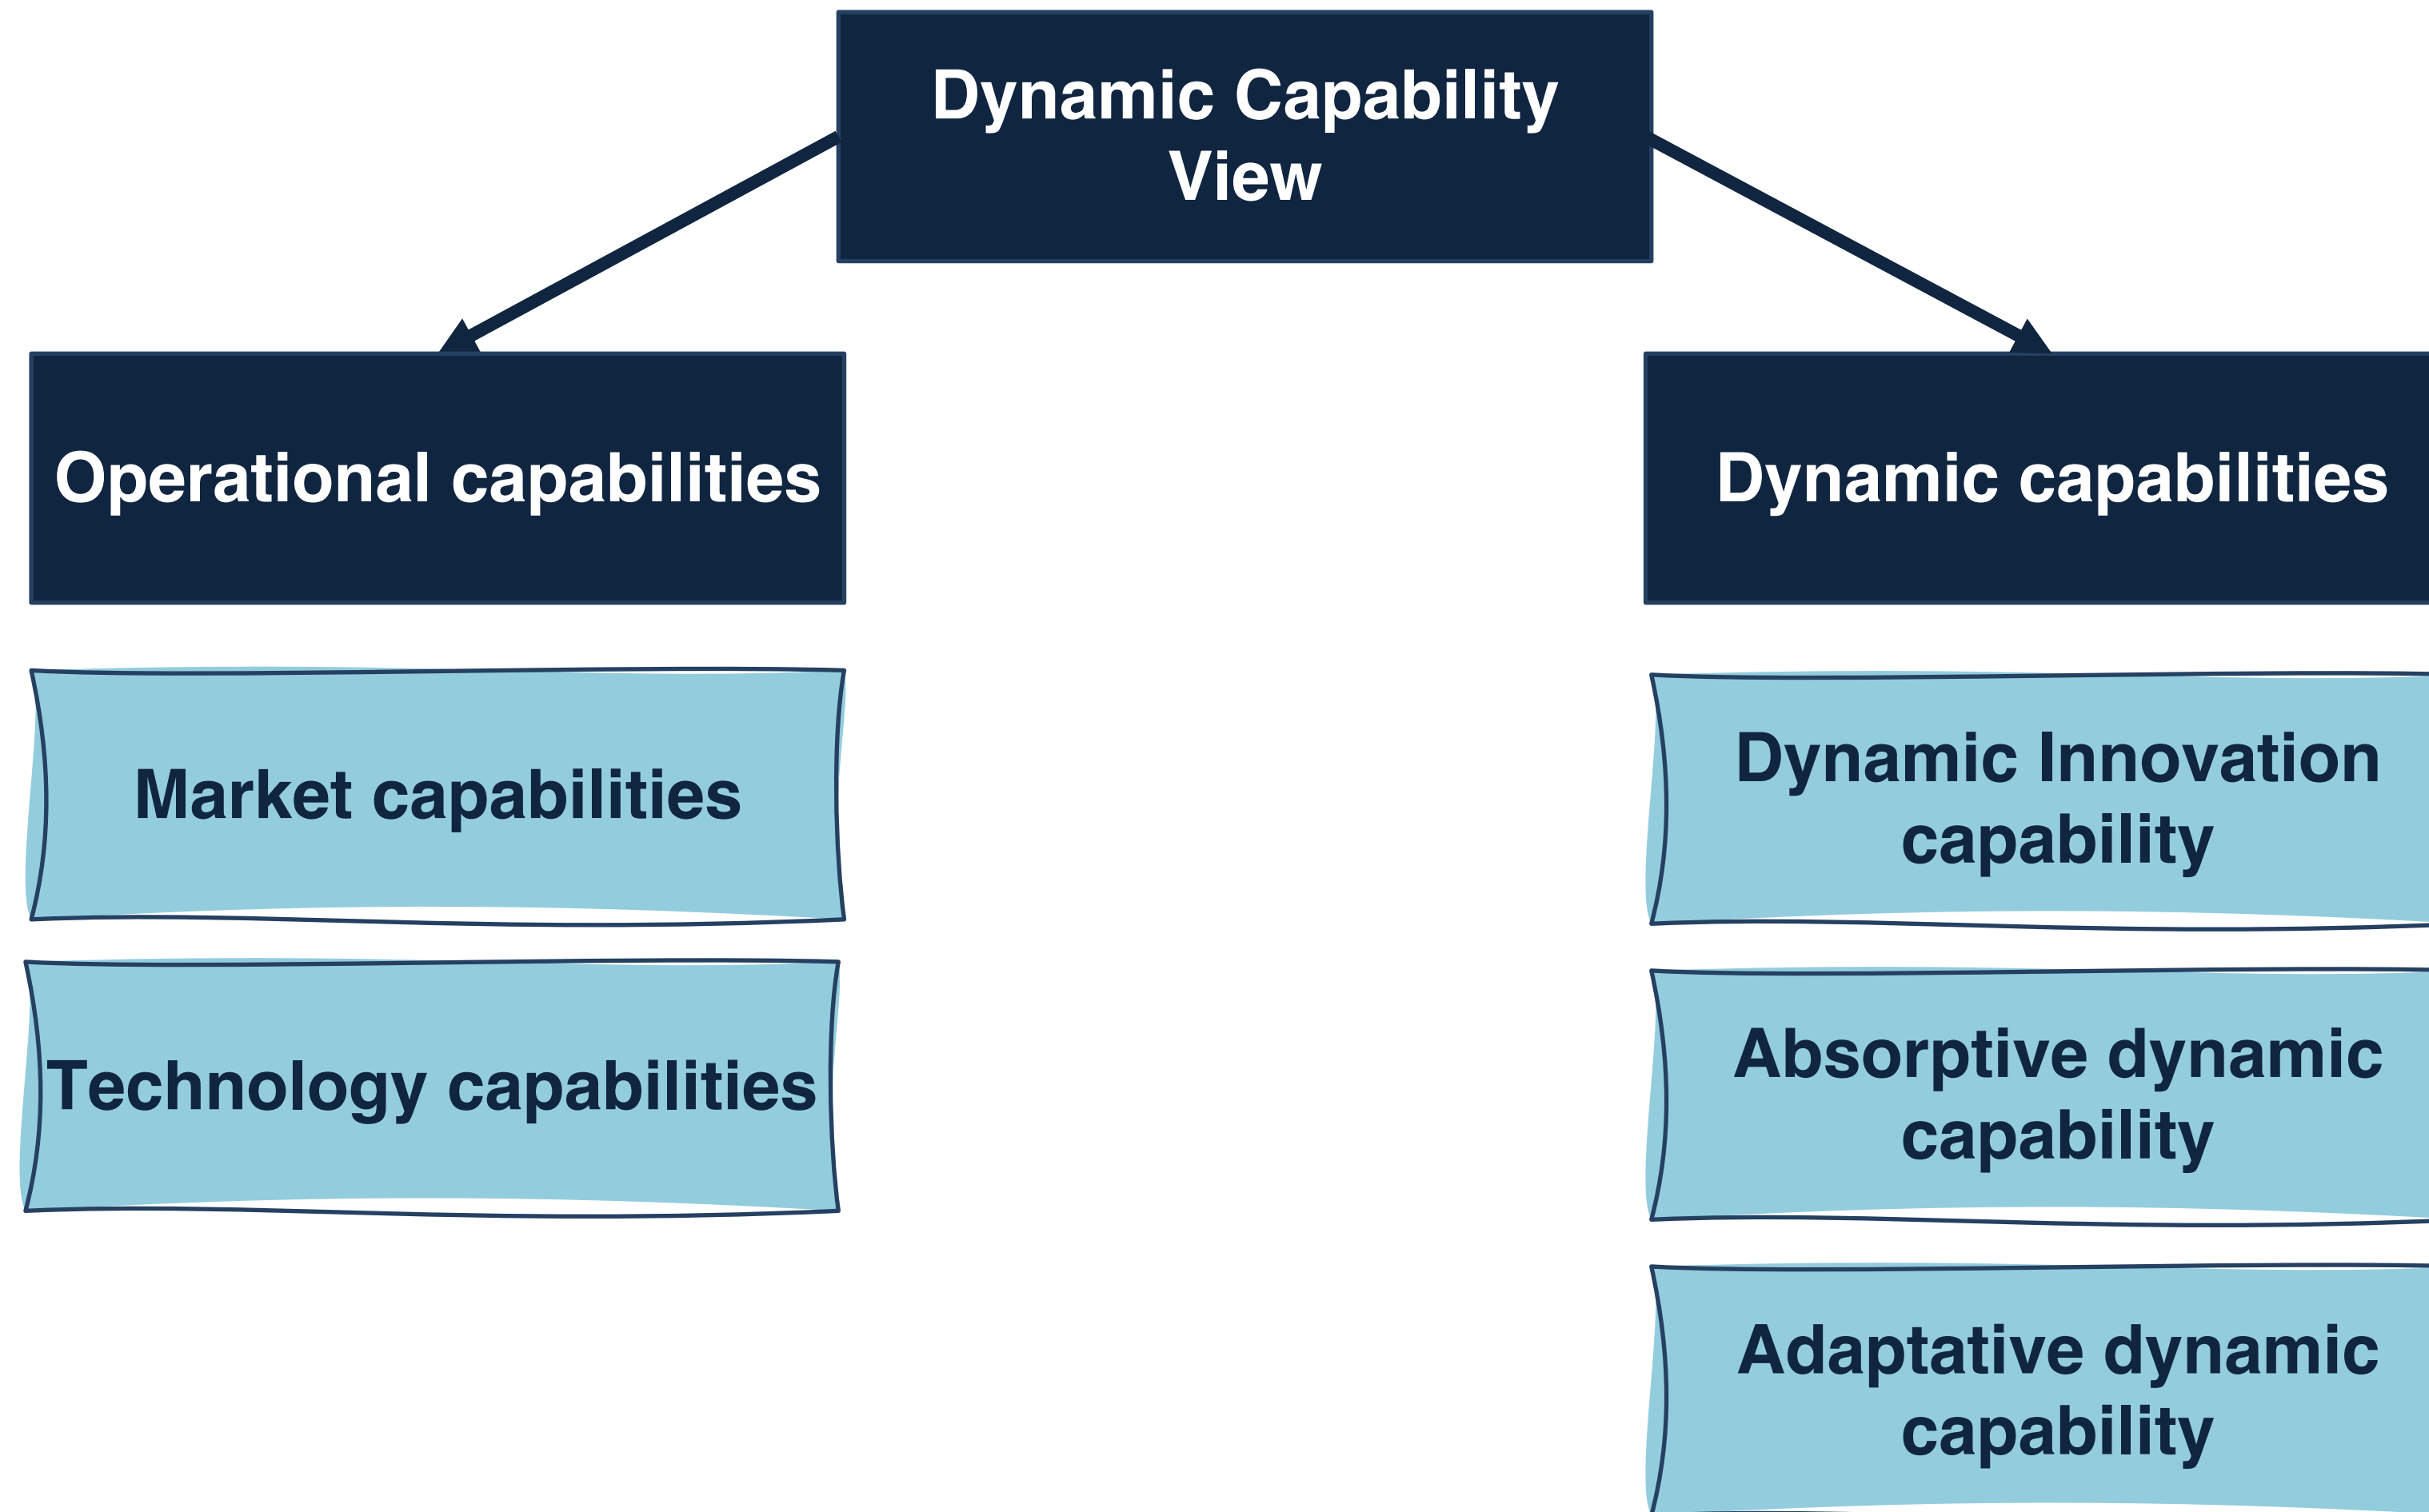 Dynamic Capability
View
Operational capabilities
Dynamic capabilities
Market capabilities
Technology capabilities
Dynamic Innovation
capability
Absorptive dynamic
capability
Adaptative dynamic
capability